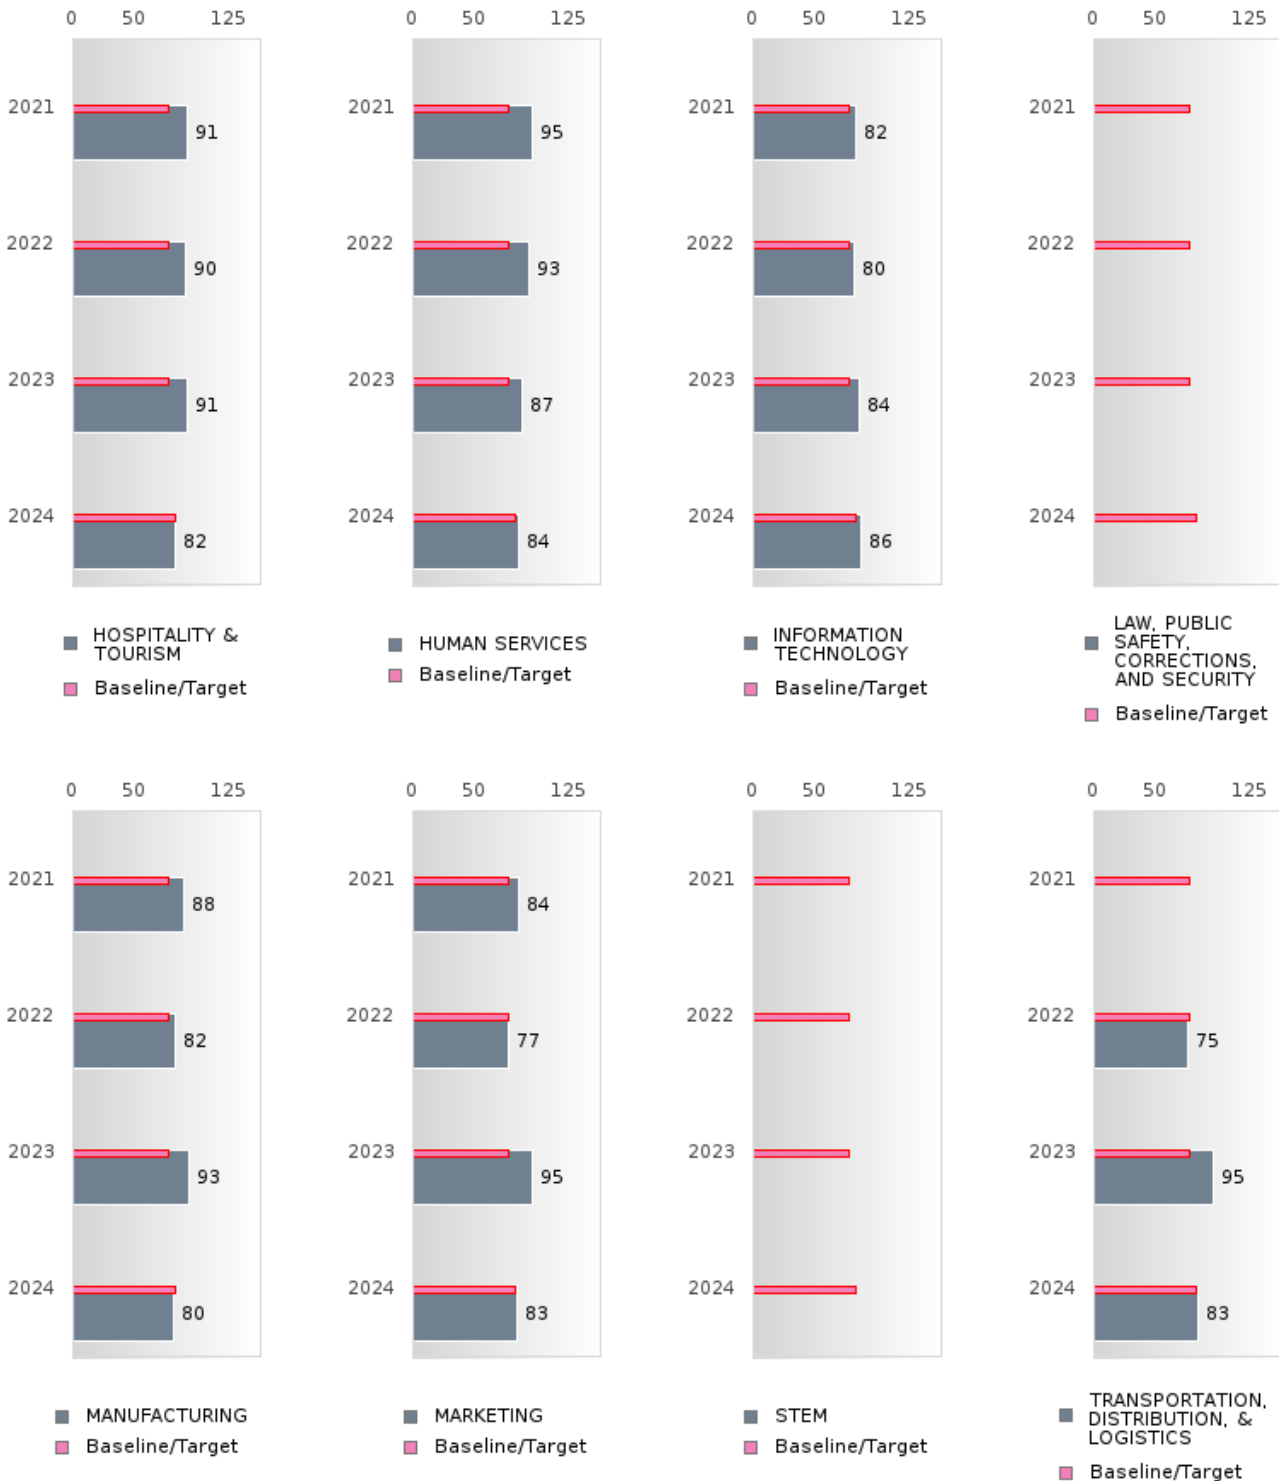 0 50 125
2021
91
2022
90
2023
91
2024
82
HOSPITALITY &
TOURISM
Baseline/Target
0 50 125
2021
95
2022
93
2023
87
2024
84
HUMAN SERVICES
Baseline/Target
0 50 125
2021
82
2022
80
2023
84
2024
86
INFORMATION
TECHNOLOGY
Baseline/Target
0 50 125
2021
2022
2023
2024
LAW, PUBLIC
SAFETY,
CORRECTIONS,
AND SECURITY
Baseline/Target
0 50 125
2021
88
2022
82
2023
93
2024
80
MANUFACTURING
Baseline/Target
0 50 125
2021
84
2022
77
2023
95
2024
83
MARKETING
Baseline/Target
0 50 125
2021
2022
2023
2024
STEM
Baseline/Target
0 50 125
2021
2022
75
2023
95
2024
83
TRANSPORTATION,
DISTRIBUTION, &
LOGISTICS
Baseline/Target